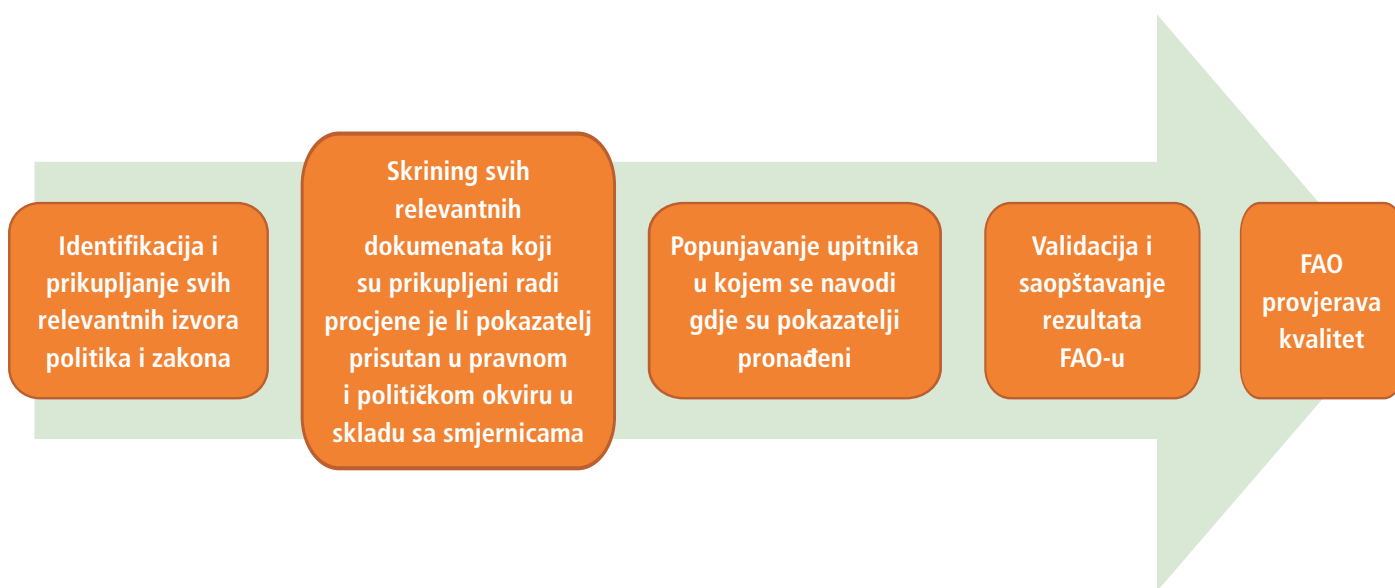 Identifikacija i
prikupljanje svih
relevantnih izvora
politika i zakona
Skrining svih
relevantnih
dokumenata koji
su prikupljeni radi
procjene je li pokazatelj
prisutan u pravnom
i političkom okviru u
skladu sa smjernicama
Popunjavanje upitnika
u kojem se navodi
gdje su pokazatelji
pronađeni
Validacija i
saopštavanje
rezultata
FAO-u
FAO
provjerava
kvalitet